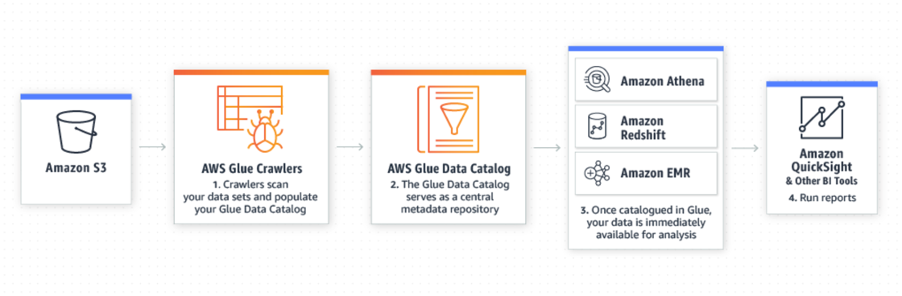 Amazon S3
AWS Glue Crawlers
1. Crawlers scan
your data sets and populate
your Glue Data Catalog
AWS Glue Data Catalog
2. The Glue Data Catalog
serves as a central
metadata repository
Amazon Athena
Amazon
Redshift
Amazon EMR
3. Once catalogued in Glue,
your data is immediately
available for analysis
Amazon
QuickSight
& Other BI Tools
4. Run reports